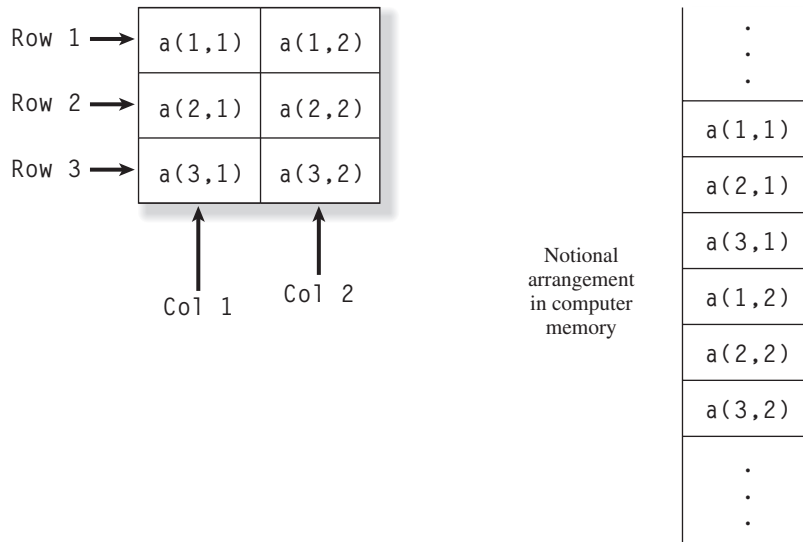 Row 1 a(1,1) a(1,2)
Row 2 a(2,1) a(2,2)
Row 3 a(3,1) a(3,2)
Col 1 Col 2
Notional
arrangement
in computer
memory
.
.
.
a(1,1)
a(2,1)
a(3,1)
a(1,2)
a(2,2)
a(3,2)
.
.
.